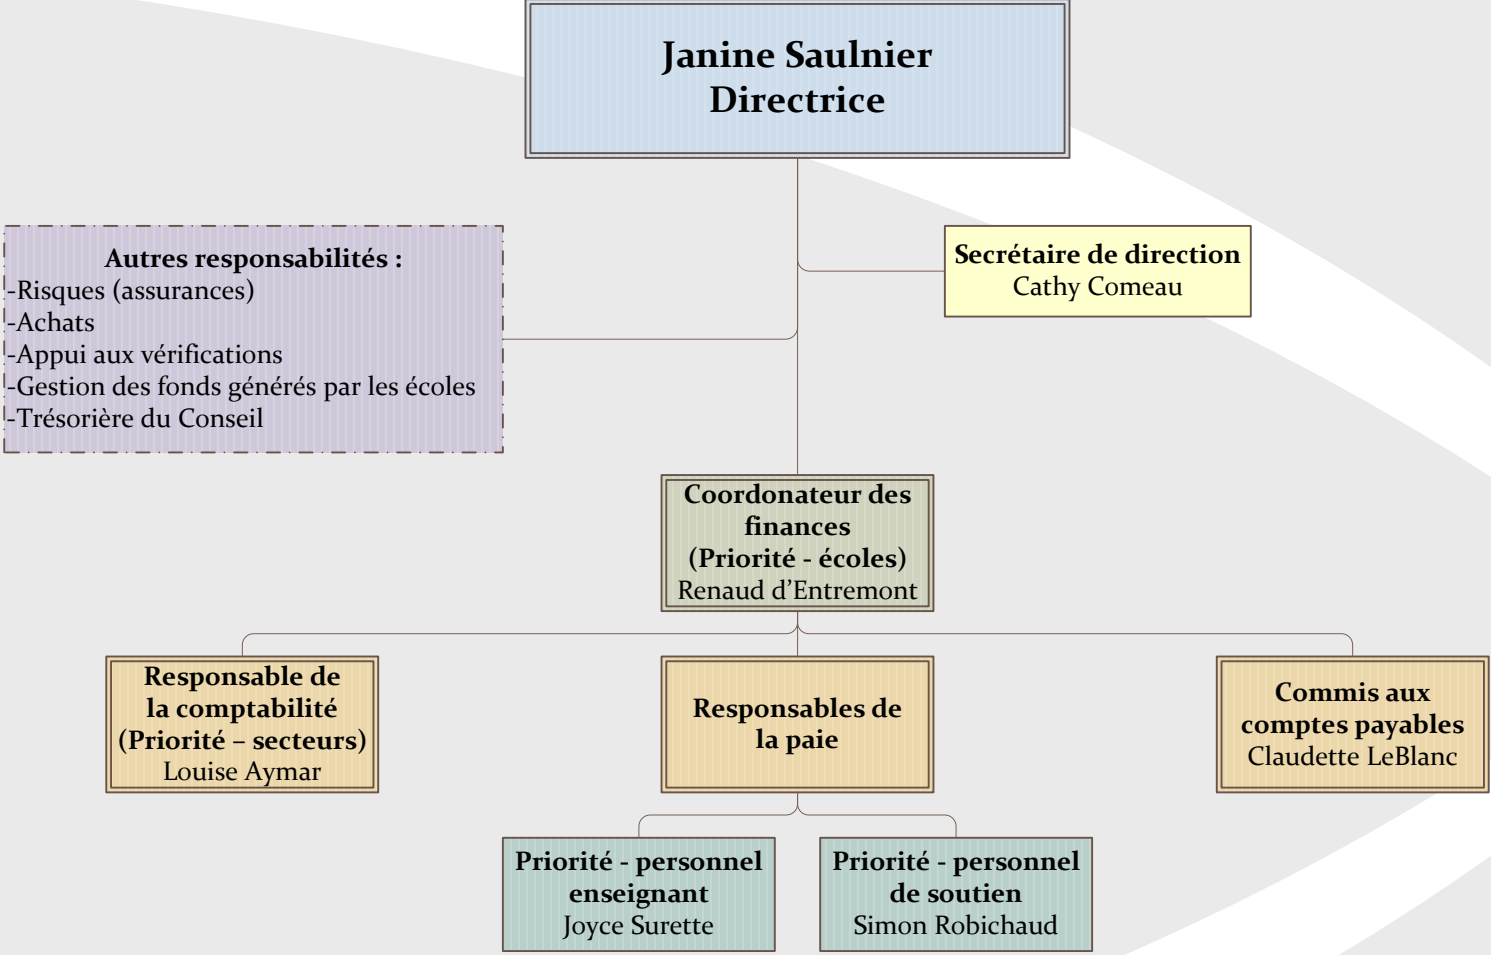 Janine Saulnier
Directrice
Autres responsabilités :
-Risques (assurances)
-Achats
-Appui aux vérifications
-Gestion des fonds générés par les écoles
-Trésorière du Conseil
Secrétaire de direction
Cathy Comeau
Coordonateur des
finances
(Priorité - écoles)
Renaud d’Entremont
Responsable de
la comptabilité
(Priorité – secteurs)
Louise Aymar
Responsables de
la paie
Commis aux
comptes payables
Claudette LeBlanc
Priorité - personnel
enseignant
Joyce Surette
Priorité - personnel
de soutien
Simon Robichaud